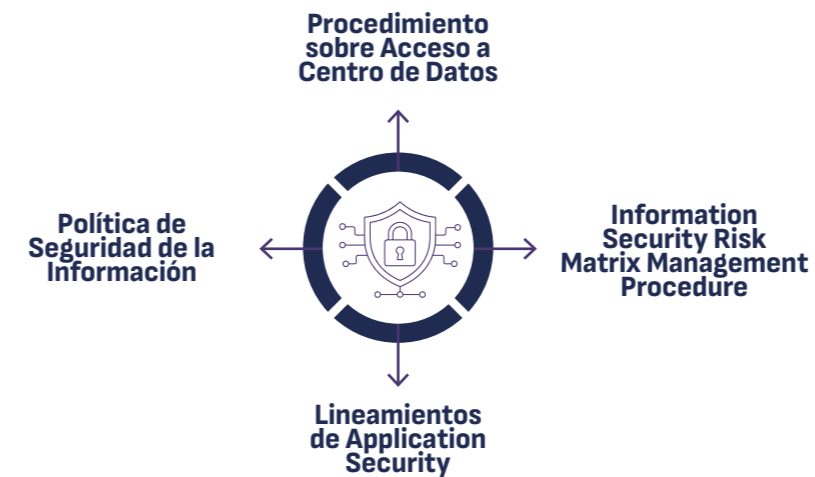 Procedimiento
sobre Acceso a
Centro de Datos
Política de
Seguridad de la
Información
Information
Security Risk
Matrix Management
Procedure
Lineamientos
de Application
Security